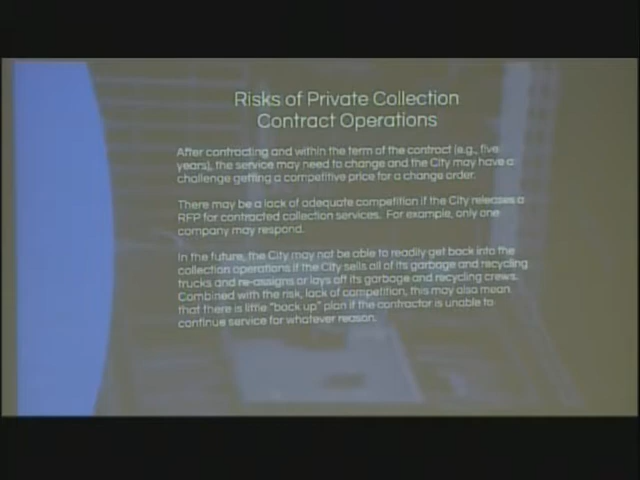 Risks of Private Collection
Contract Operations
After contracting and within the term of the contract (e.g., five
years), the service may need to change and the City may have a
challenge getting a competitive price for a change order.
There may be a lack of adequate competition if the City releases a
RFP for contracted collection services. For example, only one
company may respond.
In the future, the City may not be able to readily get back into the
collection operations if the City sells all of its garbage and recycling
trucks and re-assigns or lays off its garbage and recycling crews.
Combined with the risk, lack of competition, this may also mean
that there is little "back up" plan if the contractor is unable to
continue service for whatever reason.